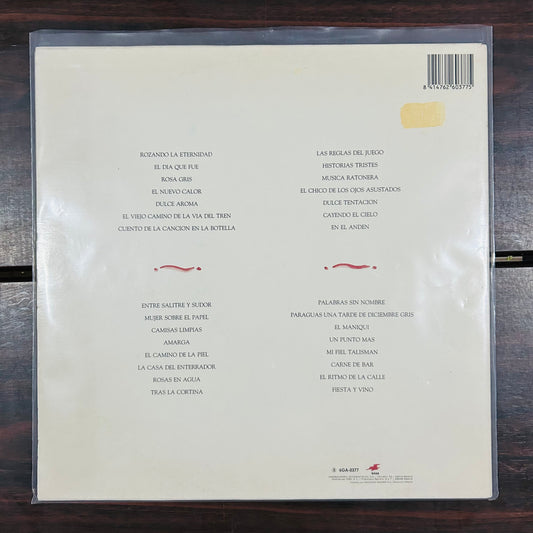 8 414762 603775
ROZANDO LA ETERNIDAD
EL DIA QUE FUE
ROSA GRIS
EL NUEVO CALOR
DULCE AROMA
EL VIEJO CAMINO DE LA VIA DEL TREN
CUENTO DE LA CANCION EN LA BOTELLA
LAS REGLAS DEL JUEGO
HISTORIAS TRISTES
MUSICA RATONERA
EL CHICO DE LOS OJOS ASUSTADOS
DULCE TENTACION
CAYENDO EL CIELO
EN EL ANDEN
ENTRE SALITRE Y SUDOR
MUJER SOBRE EL PAPEL
CAMISAS LIMPIAS
AMARGA
EL CAMINO DE LA PIEL
LA CASA DEL ENTERRADOR
ROSAS EN AGUA
TRAS LA CORTINA
PALABRAS SIN NOMBRE
PARAGUAS UNA TARDE DE DICIEMBRE GRIS
EL MANIQUI
UN PUNTO MAS
MI FIEL TALISMAN
CARNE DE BAR
EL RITMO DE LA CALLE
FIESTA Y VINO
6GA-0377